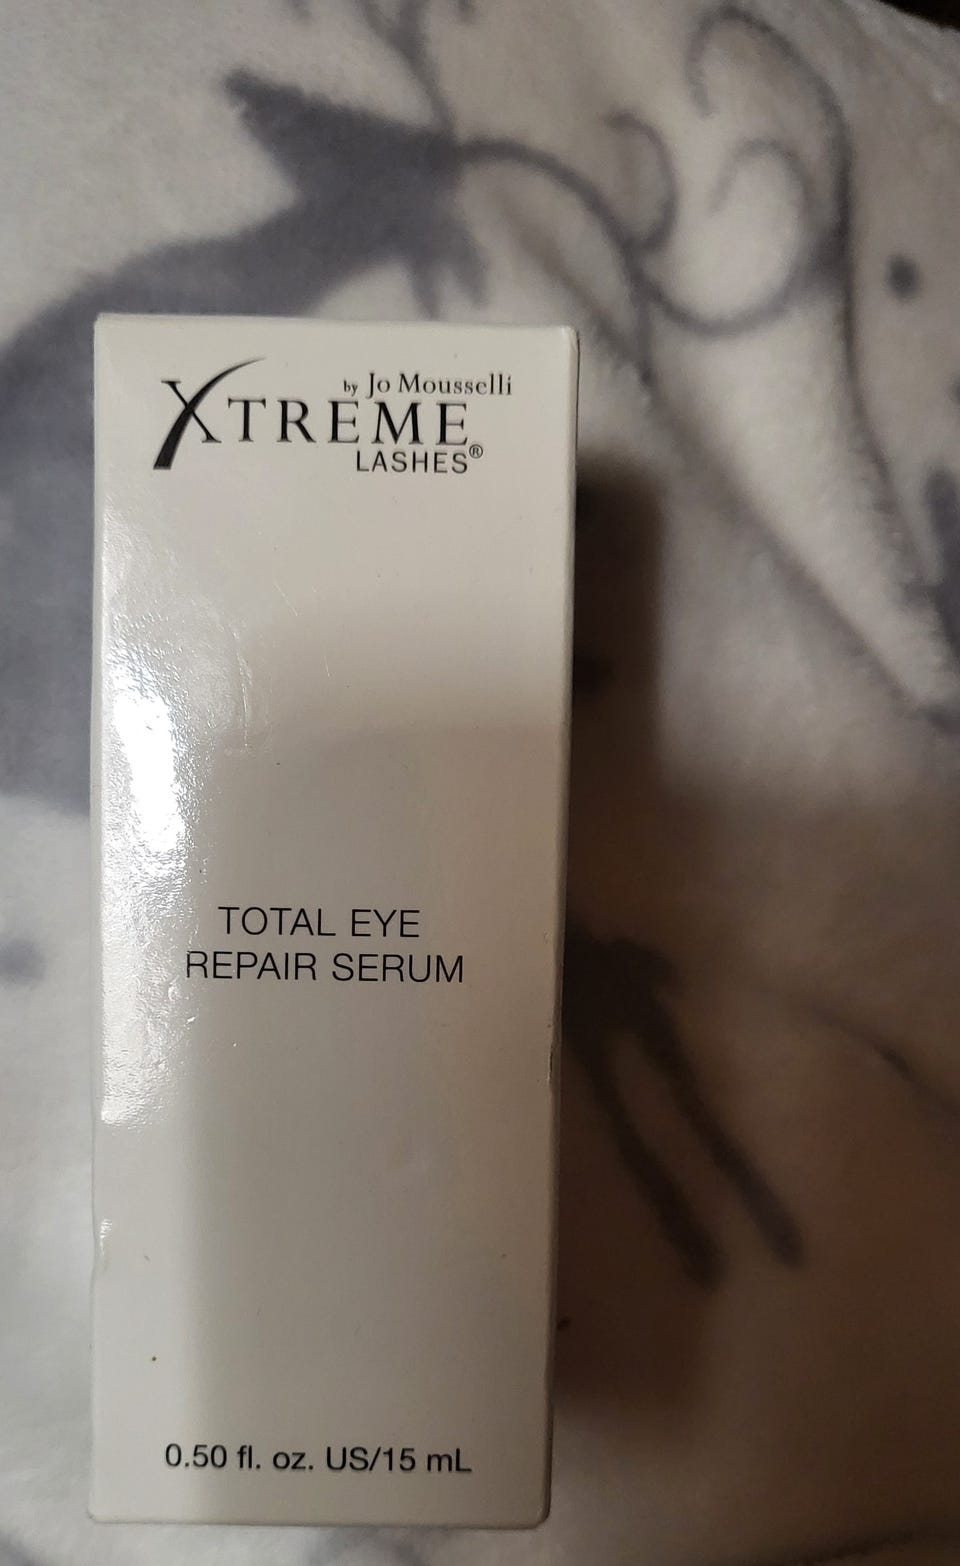 by Jo Mousselli
XTREME
LASHES®
TOTAL EYE
REPAIR SERUM
0.50 fl. oz. US/15 mL